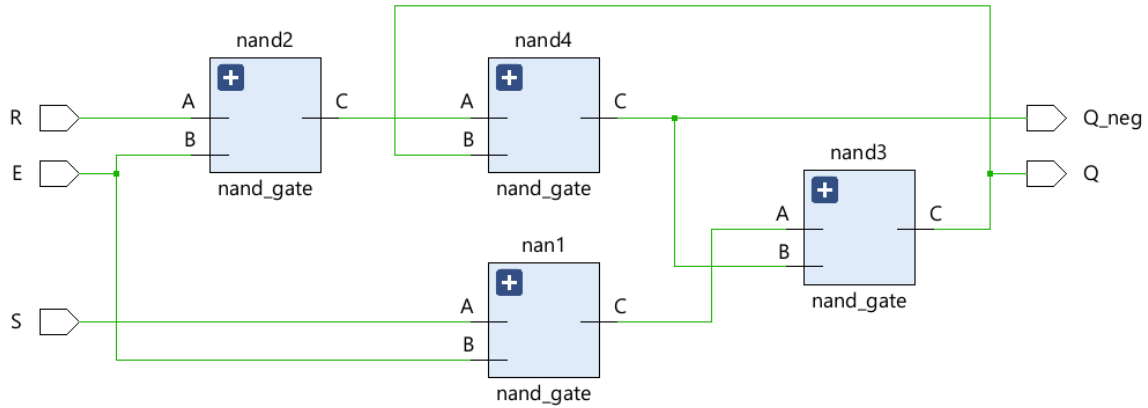 nand2
nand4
R
A
C
A
C
Q_neg
B
B
nand3
E
Q
nand_gate
nand_gate
A
C
nan1
B
nand_gate
S
A
C
B
nand_gate